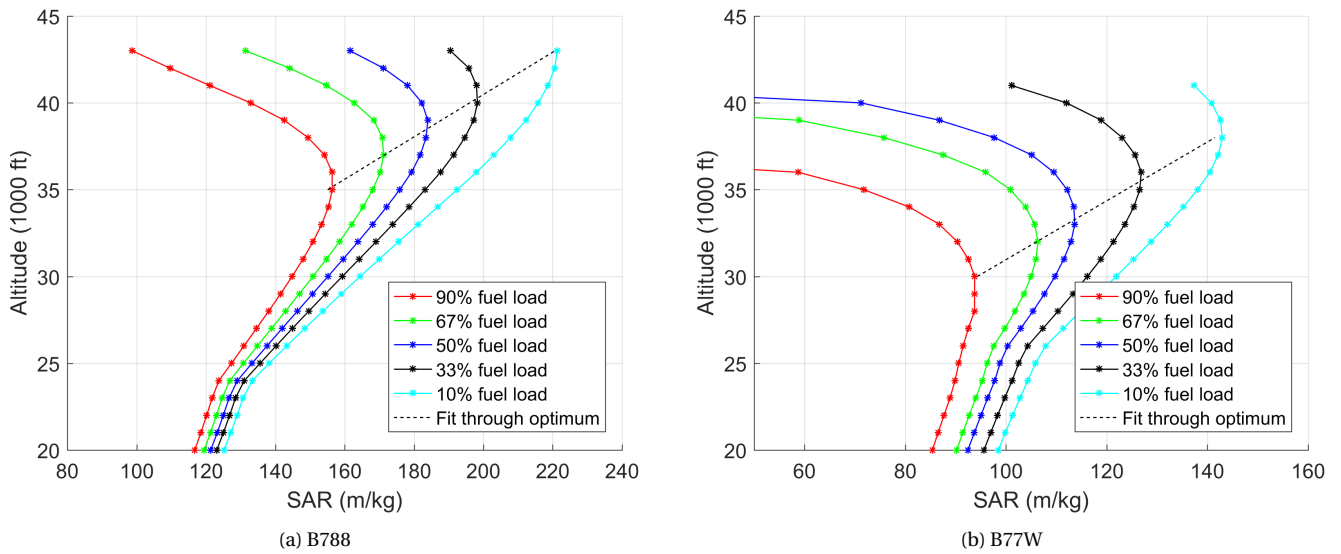 45
40
35
30
25
20
Altitude (1000 ft)
90% fuel load
67% fuel load
50% fuel load
33% fuel load
10% fuel load
Fit through optimum
80 100 120 140 160 180 200 220 240
SAR (m/kg)
(a) B788
45
40
35
30
25
20
Altitude (1000 ft)
90% fuel load
67% fuel load
50% fuel load
33% fuel load
10% fuel load
Fit through optimum
60 80 100 120 140 160
SAR (m/kg)
(b) B77W